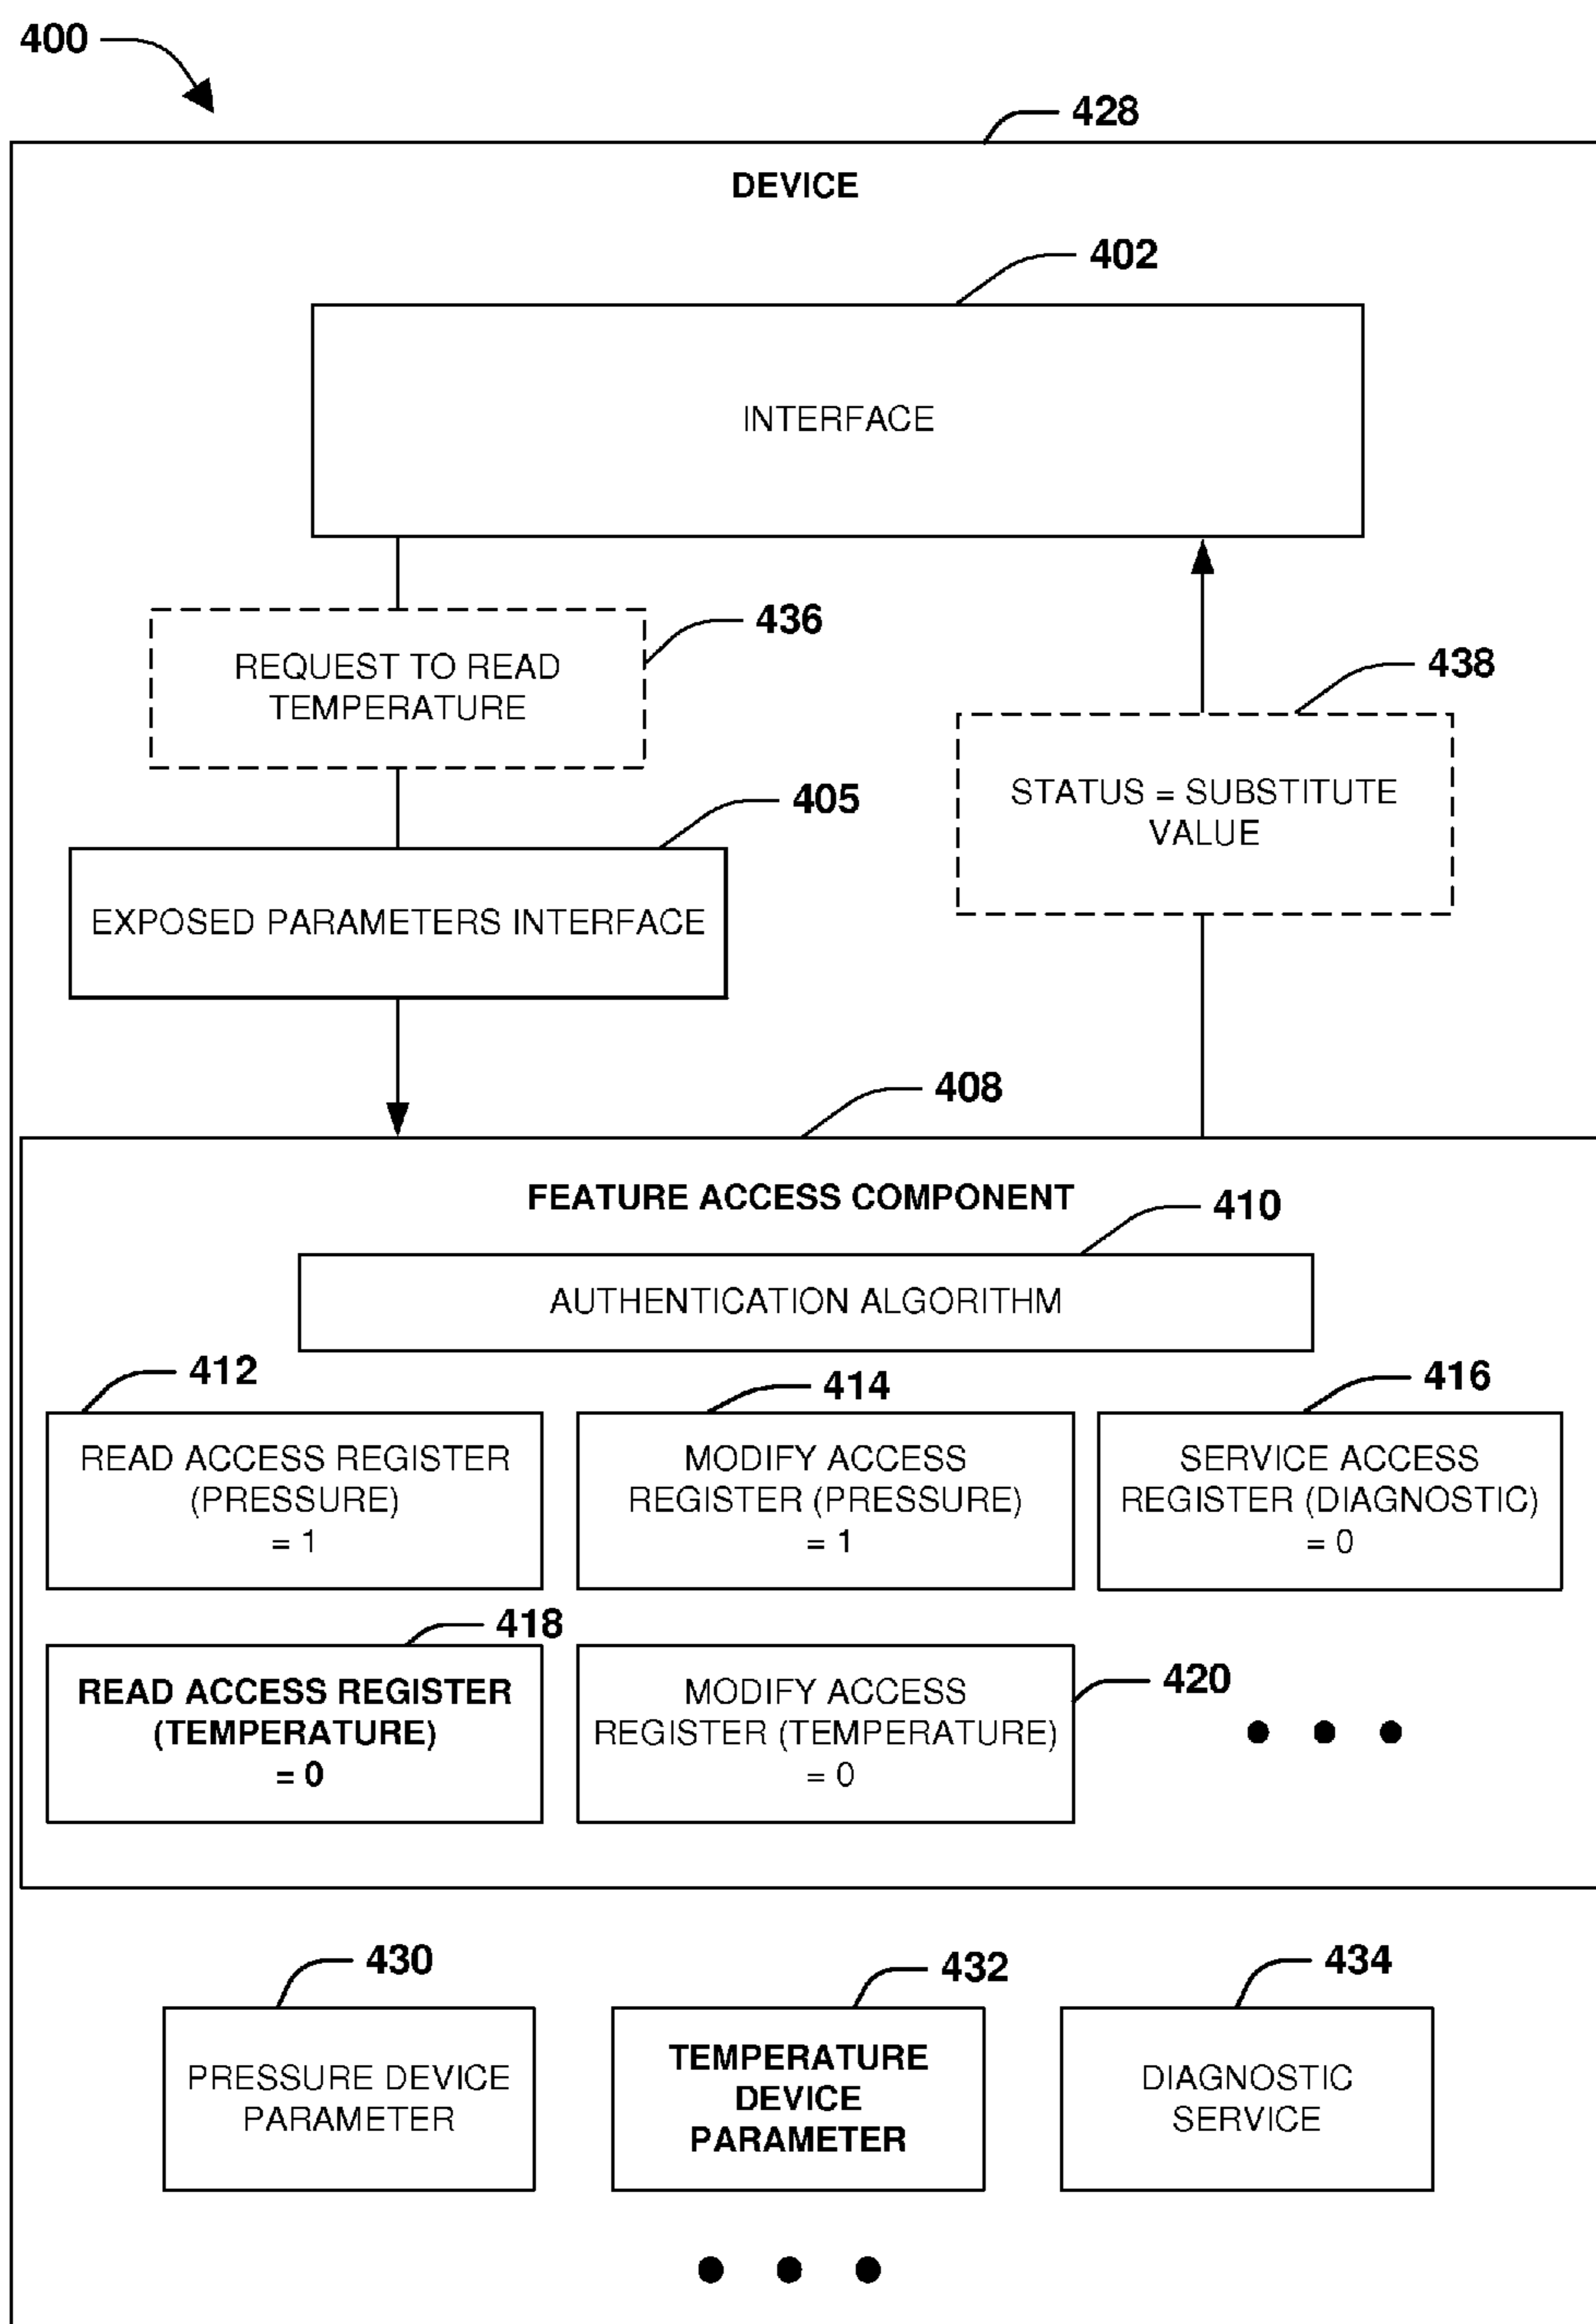 400
428
DEVICE
402
INTERFACE
436
REQUEST TO READ
TEMPERATURE
438
STATUS = SUBSTITUTE
VALUE
405
EXPOSED PARAMETERS INTERFACE
408
FEATURE ACCESS COMPONENT
410
AUTHENTICATION ALGORITHM
412
READ ACCESS REGISTER
(PRESSURE)
= 1
414
MODIFY ACCESS
REGISTER (PRESSURE)
= 1
416
SERVICE ACCESS
REGISTER (DIAGNOSTIC)
= 0
418
READ ACCESS REGISTER
(TEMPERATURE)
= 0
420
MODIFY ACCESS
REGISTER (TEMPERATURE)
= 0
430
PRESSURE DEVICE
PARAMETER
432
TEMPERATURE
DEVICE
PARAMETER
434
DIAGNOSTIC
SERVICE